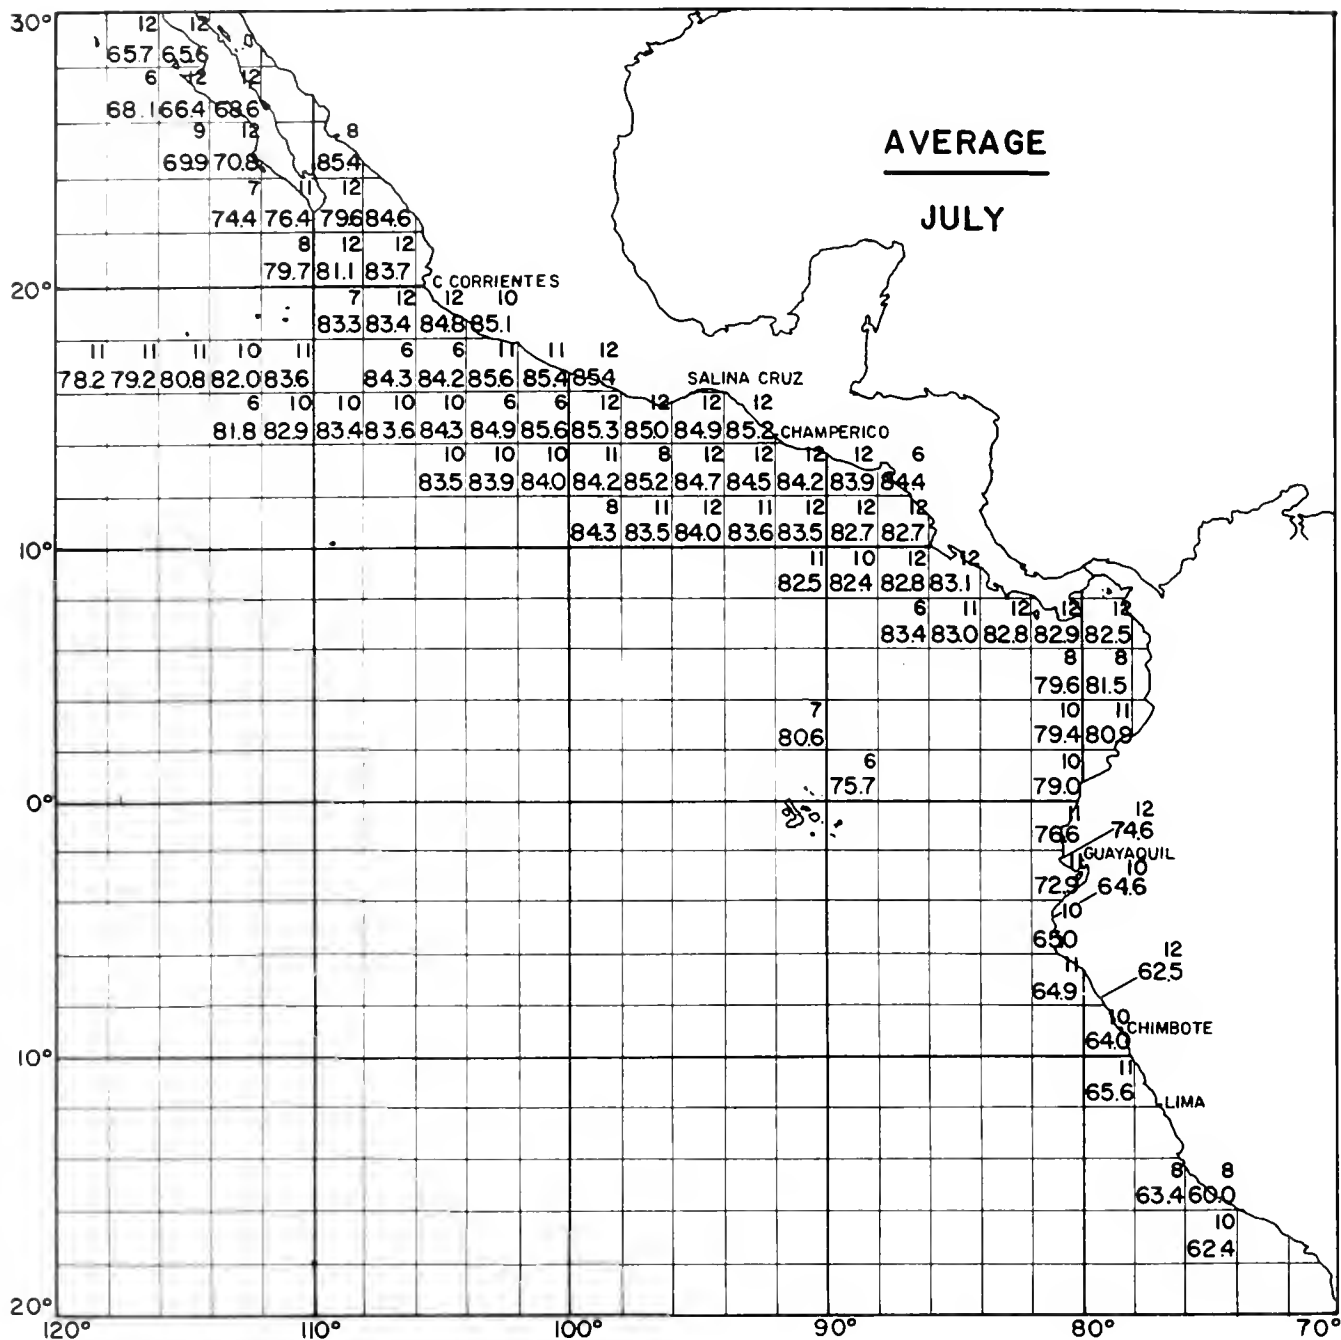 30° 12 12
65.7 65.6
6 12 12
68.1 66.4 68.6
9 12 8
69.9 70.8 85.4
AVERAGE
JULY
7 11 12
74.4 76.4 79.6 84.6
8 12 12
79.7 81.1 83.7
20° C CORRIENTES
7 12 12 10
83.3 83.4 84.8 85.1
11 11 11 10 11 6 6 11 11 12
78.2 79.2 80.8 82.0 83.6 84.3 84.2 85.6 85.4 85.4
SALINA CRUZ
6 10 10 10 10 6 6 12 12 12 12
81.8 82.9 83.4 83.6 84.3 84.9 85.6 85.3 85.0 84.9 85.2 CHAMPERICO
10 10 10 11 8 12 12 12 12 6
83.5 83.9 84.0 84.2 85.2 84.7 84.5 84.2 83.9 84.4
8 11 12 11 12 12 12
84.3 83.5 84.0 83.6 83.5 82.7 82.7
10°
11 10 12 12
82.5 82.4 82.8 83.1
6 11 12 12 12
83.4 83.0 82.8 82.9 82.5
8 8
79.6 81.5
7 10 11
80.6 79.4 80.9
6 10
75.7 79.0
0°
11 12
76.6 74.6
11 GUAYAQUIL
10
72.9 64.6
10
65.0
11 12
64.9 62.5
10 CHIMBOTE
64.0
10°
11
65.6 LIMA
8 8
63.4 60.0
10
62.4
20°
120° 110° 100° 90° 80° 70°